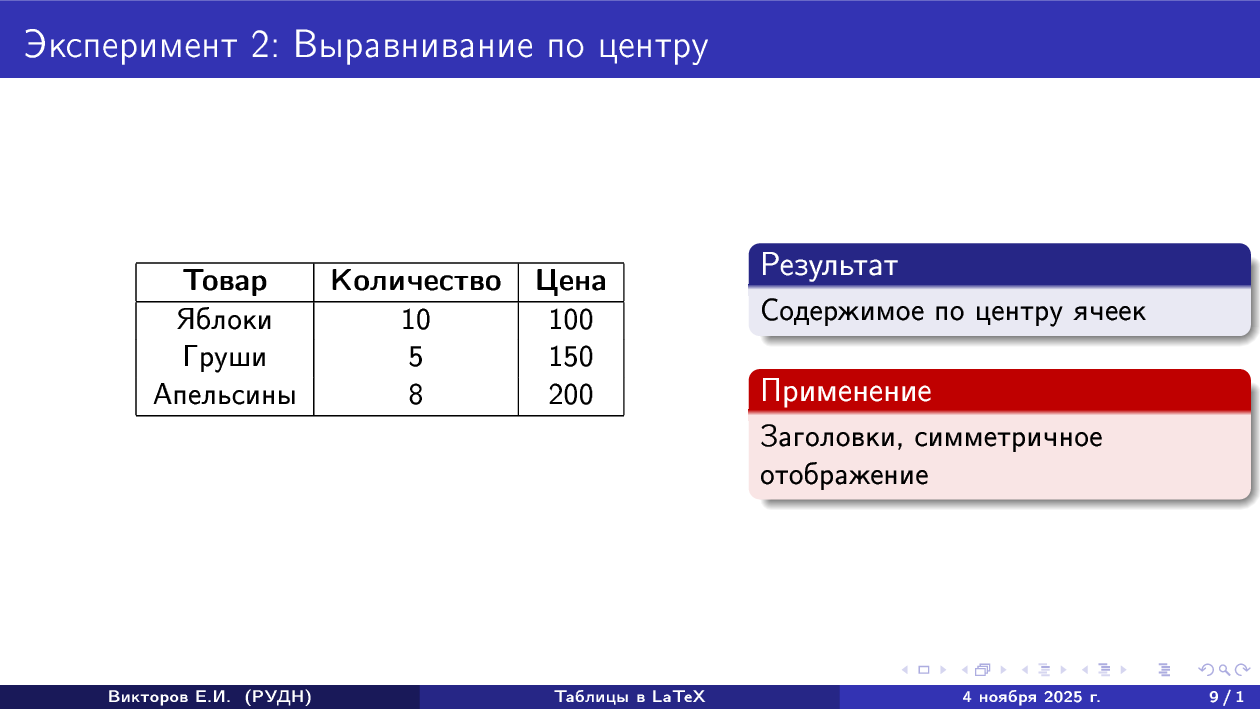 Эксперимент 2: Выравнивание по центру
Товар Количество Цена
Яблоки 10 100
Груши 5 150
Апельсины 8 200
Результат
Содержимое по центру ячеек
Применение
Заголовки, симметричное
отображение
Викторов Е.И. (РУДН) Таблицы в LaTeX 4 ноября 2025 г. 9 / 1